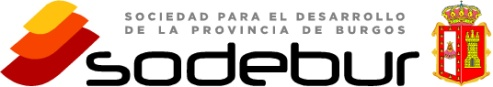 SOCIEDAD PARA EL DESARROLLO
DE LA PROVINCIA DE BURGOS
sodebur